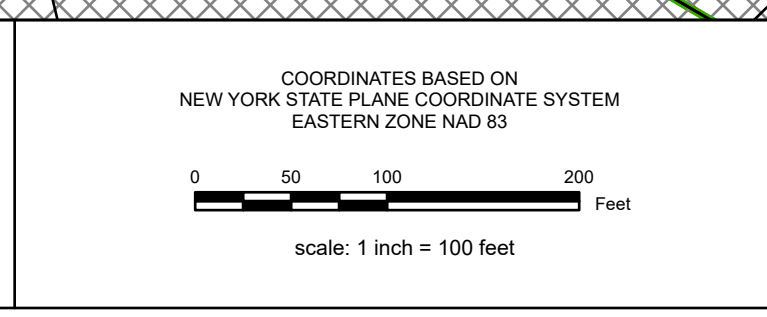 COORDINATES BASED ON
NEW YORK STATE PLANE COORDINATE SYSTEM
EASTERN ZONE NAD 83
0 50 100 200
Feet
scale: 1 inch = 100 feet